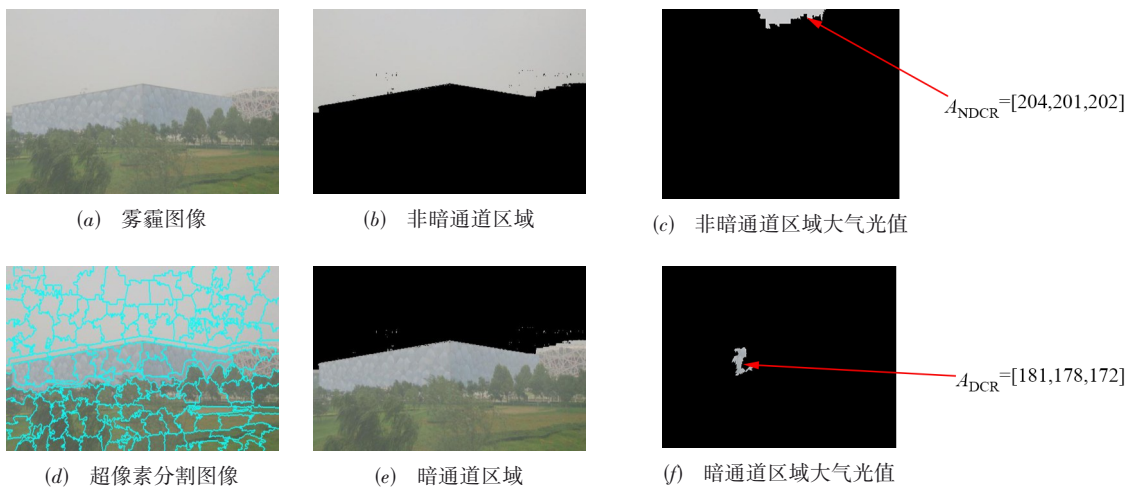 A_NDCR=[204,201,202]
(a) 雾霾图像
(b) 非暗通道区域
(c) 非暗通道区域大气光值
A_DCR=[181,178,172]
(d) 超像素分割图像
(e) 暗通道区域
(f) 暗通道区域大气光值